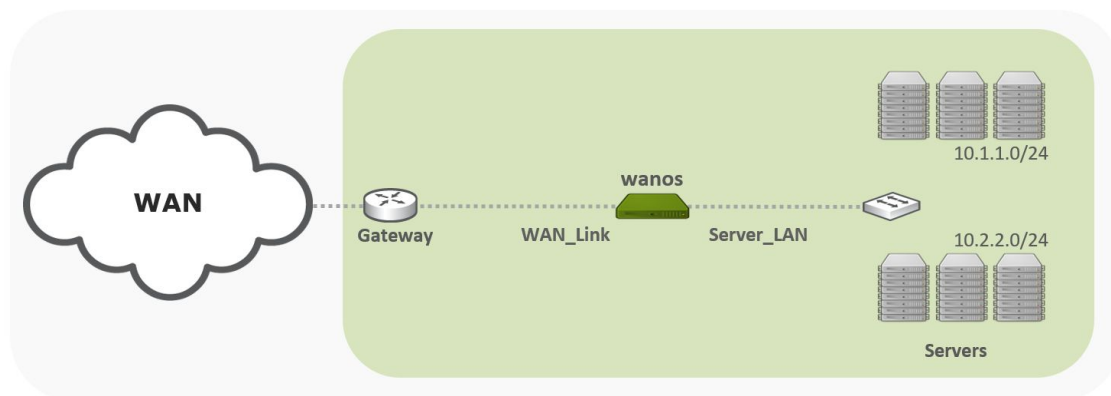 10.1.1.0/24
wanos
WAN
Gateway
WAN_Link
Server_LAN
10.2.2.0/24
Servers